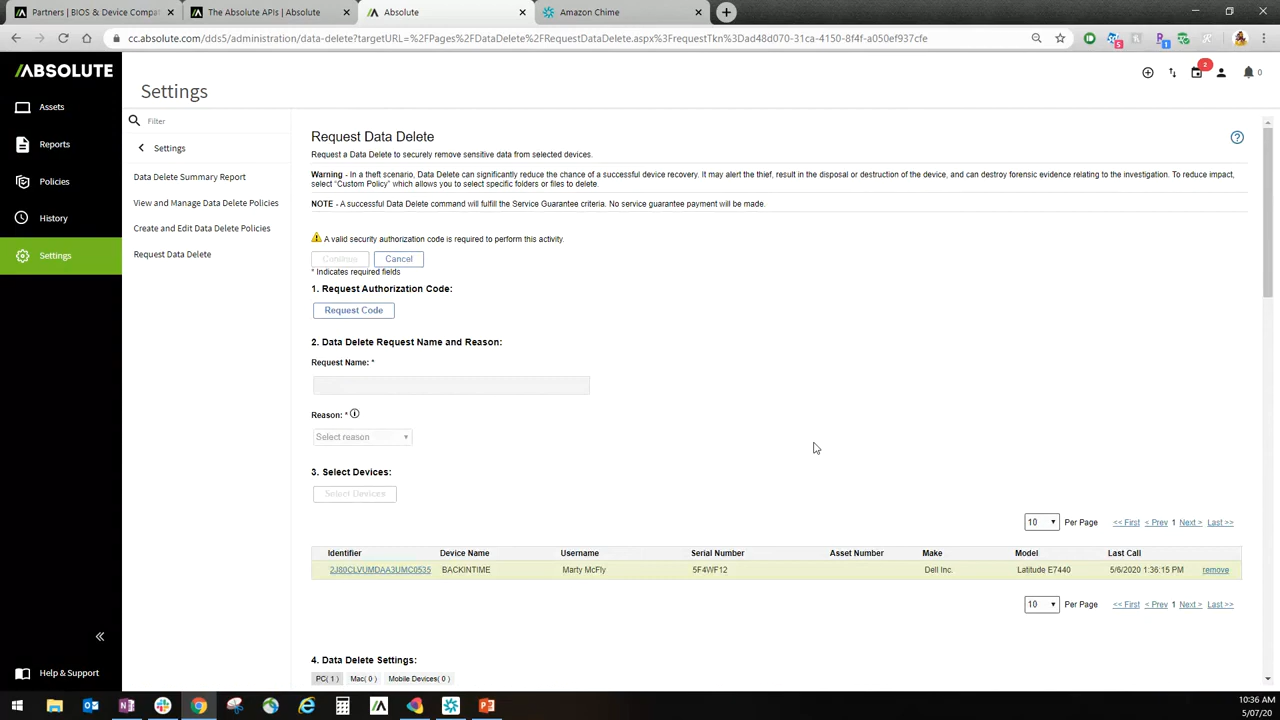 Partners | BIOS & Device Compat
The Absolute APIs | Absolute
Absolute
Amazon Chime
cc.absolute.com/dds5/administration/data-delete?targetURL=%2FPages%2FDataDelete%2FRequestDataDelete.aspx%3FrequestTkn%3Dad48d070-31ca-4150-8f4f-a050ef937cfe
ABSOLUTE
Settings
2
0
Assets
Reports
Policies
History
Settings
Help & Support
Filter
Settings
Data Delete Summary Report
View and Manage Data Delete Policies
Create and Edit Data Delete Policies
Request Data Delete
Request Data Delete
Request a Data Delete to securely remove sensitive data from selected devices.
Warning - In a theft scenario, Data Delete can significantly reduce the chance of a successful device recovery. It may alert the thief, result in the disposal or destruction of the device, and can destroy forensic evidence relating to the investigation. To reduce impact,
select "Custom Policy" which allows you to select specific folders or files to delete.
NOTE - A successful Data Delete command will fulfill the Service Guarantee criteria. No service guarantee payment will be made.
A valid security authorization code is required to perform this activity.
Continue Cancel
* Indicates required fields
1. Request Authorization Code:
Request Code
2. Data Delete Request Name and Reason:
Request Name: *
Reason: *
Select reason
3. Select Devices:
Select Devices
10 Per Page << First < Prev 1 Next > Last >>
Identifier Device Name Username Serial Number Asset Number Make Model Last Call
2J80CLVUMDAA3UMC0535 BACKINTIME Marty McFly 5F4WF12 Dell Inc. Latitude E7440 5/6/2020 1:36:15 PM remove
10 Per Page << First < Prev 1 Next > Last >>
4. Data Delete Settings:
PC( 1 ) Mac( 0 ) Mobile Devices( 0 )
10:36 AM
5/07/20